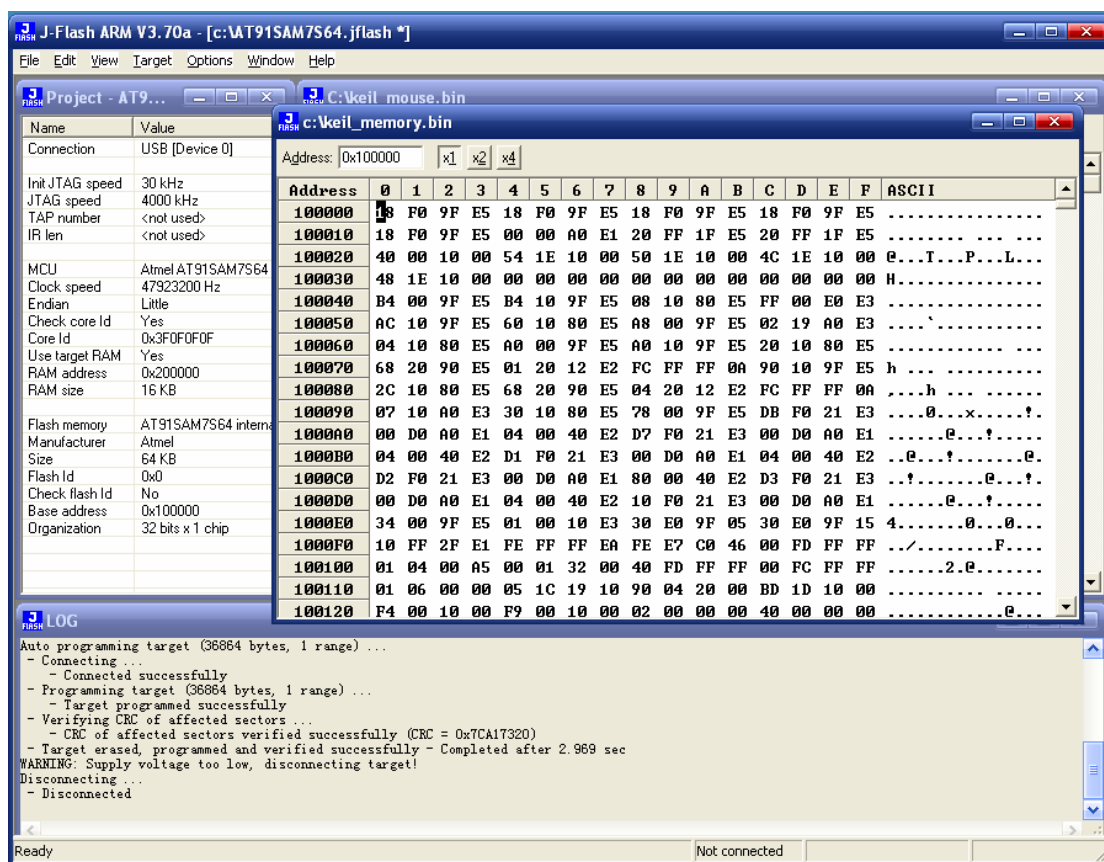 J-Flash ARM V3.70a - [c:\AT91SAM7S64.jflash *]
File Edit View Target Options Window Help
Project - AT9...
C:\keil_mouse.bin
Name Value
Connection USB [Device 0]
Init JTAG speed 30 kHz
JTAG speed 4000 kHz
TAP number <not used>
IR len <not used>
MCU Atmel AT91SAM7S64
Clock speed 47923200 Hz
Endian Little
Check core Id Yes
Core Id 0x3F0F0F0F
Use target RAM Yes
RAM address 0x200000
RAM size 16 KB
Flash memory AT91SAM7S64 interna
Manufacturer Atmel
Size 64 KB
Flash Id 0x0
Check flash Id No
Base address 0x100000
Organization 32 bits x 1 chip
c:\keil_memory.bin
Address: 0x100000 x1 x2 x4
Address 0 1 2 3 4 5 6 7 8 9 A B C D E F ASCII
100000 18 F0 9F E5 18 F0 9F E5 18 F0 9F E5 18 F0 9F E5 ................
100010 18 F0 9F E5 00 00 A0 E1 20 FF 1F E5 20 FF 1F E5 ........ ... ...
100020 40 00 10 00 54 1E 10 00 50 1E 10 00 4C 1E 10 00 @...T...P...L...
100030 48 1E 10 00 00 00 00 00 00 00 00 00 00 00 00 00 H...............
100040 B4 00 9F E5 B4 10 9F E5 08 10 80 E5 FF 00 E0 E3 ................
100050 AC 10 9F E5 60 10 80 E5 A8 00 9F E5 02 19 A0 E3 ....`...........
100060 04 10 80 E5 A0 00 9F E5 A0 10 9F E5 20 10 80 E5 ............ ...
100070 68 20 90 E5 01 20 12 E2 FC FF FF 0A 90 10 9F E5 h ... ..........
100080 2C 10 80 E5 68 20 90 E5 04 20 12 E2 FC FF FF 0A ,...h ... ......
100090 07 10 A0 E3 30 10 80 E5 78 00 9F E5 DB F0 21 E3 ....0...x.....!.
1000A0 00 D0 A0 E1 04 00 40 E2 D7 F0 21 E3 00 D0 A0 E1 ......@...!.....
1000B0 04 00 40 E2 D1 F0 21 E3 00 D0 A0 E1 04 00 40 E2 ..@...!.......@.
1000C0 D2 F0 21 E3 00 D0 A0 E1 80 00 40 E2 D3 F0 21 E3 ..!.......@...!.
1000D0 00 D0 A0 E1 04 00 40 E2 10 F0 21 E3 00 D0 A0 E1 ......@...!.....
1000E0 34 00 9F E5 01 00 10 E3 30 E0 9F 05 30 E0 9F 15 4.......0...0...
1000F0 10 FF 2F E1 FE FF FF EA FE E7 C0 46 00 FD FF FF ../........F....
100100 01 04 00 A5 00 01 32 00 40 FD FF FF 00 FC FF FF ......2.@.......
100110 01 06 00 00 05 1C 19 10 90 04 20 00 BD 1D 10 00 .......... .....
100120 F4 00 10 00 F9 00 10 00 02 00 00 00 40 00 00 00 ............@...
LOG
Auto programming target (36864 bytes, 1 range) ...
- Connecting ...
- Connected successfully
- Programming target (36864 bytes, 1 range) ...
- Target programmed successfully
- Verifying CRC of affected sectors ...
- CRC of affected sectors verified successfully (CRC = 0x7CA17320)
- Target erased, programmed and verified successfully - Completed after 2.969 sec
WARNING: Supply voltage too low, disconnecting target!
Disconnecting ...
- Disconnected
Ready Not connected